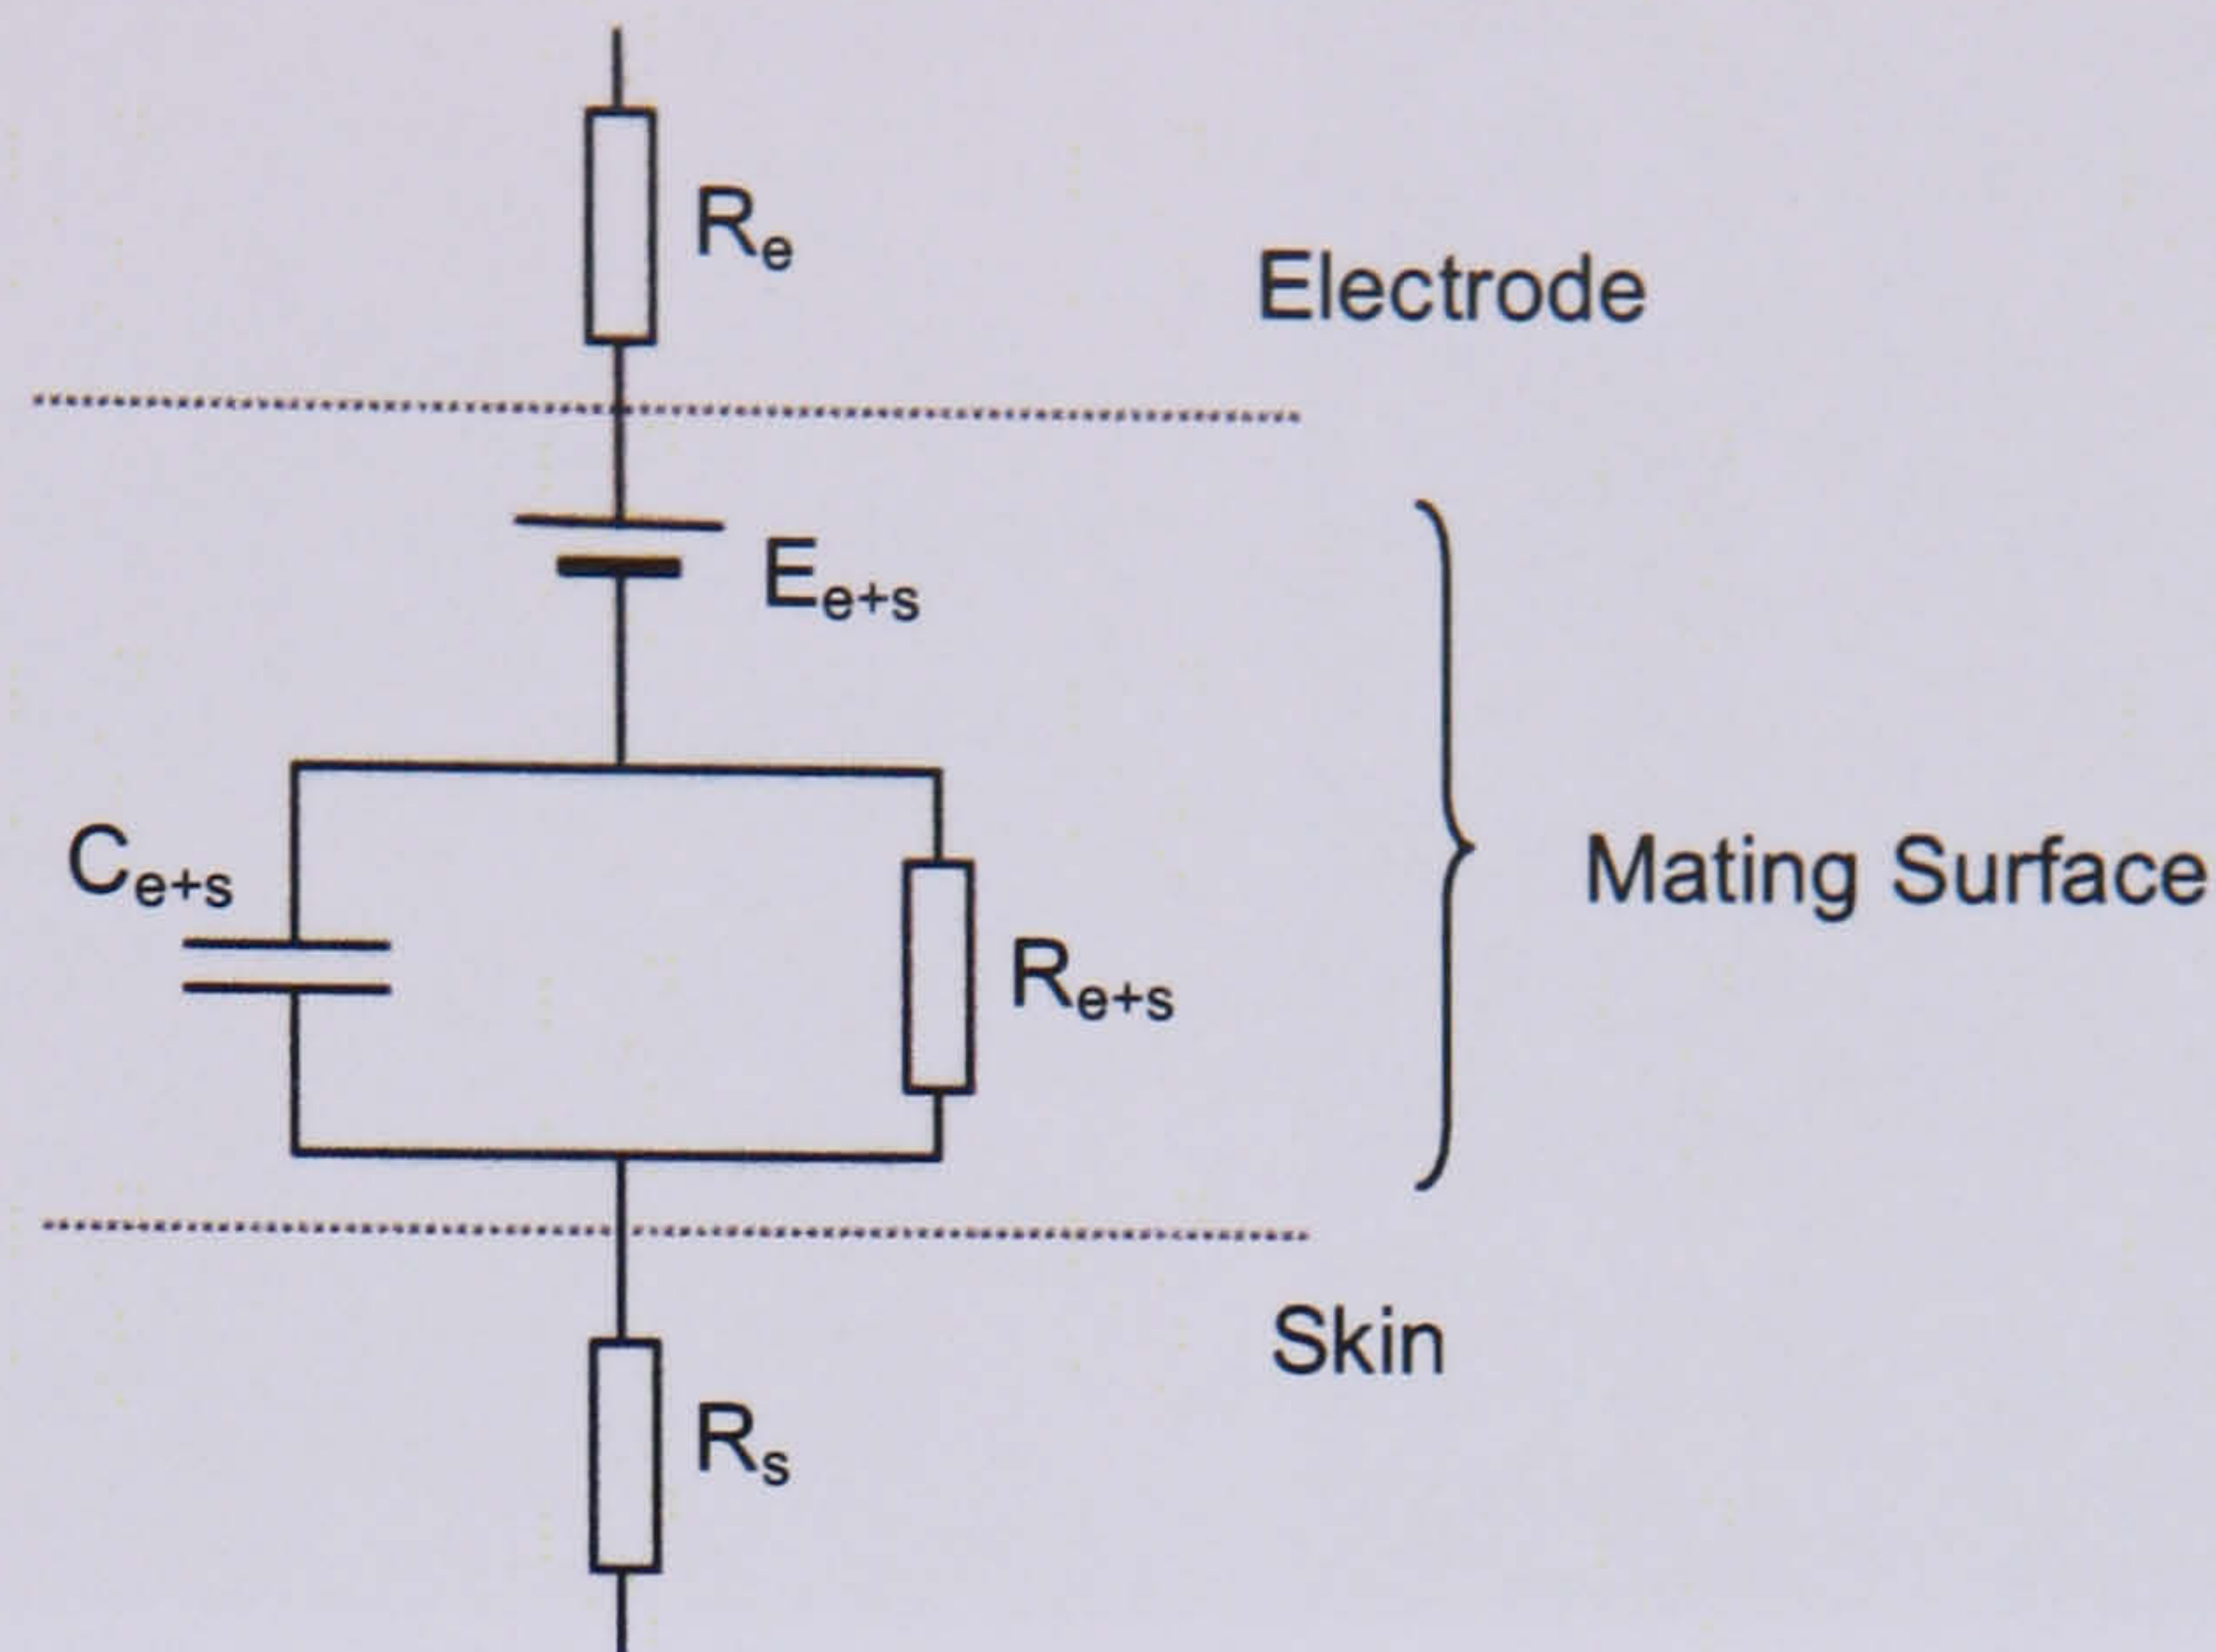 Re
Electrode
Ee+s
Ce+s
Mating Surface
Re+s
Skin
Rs